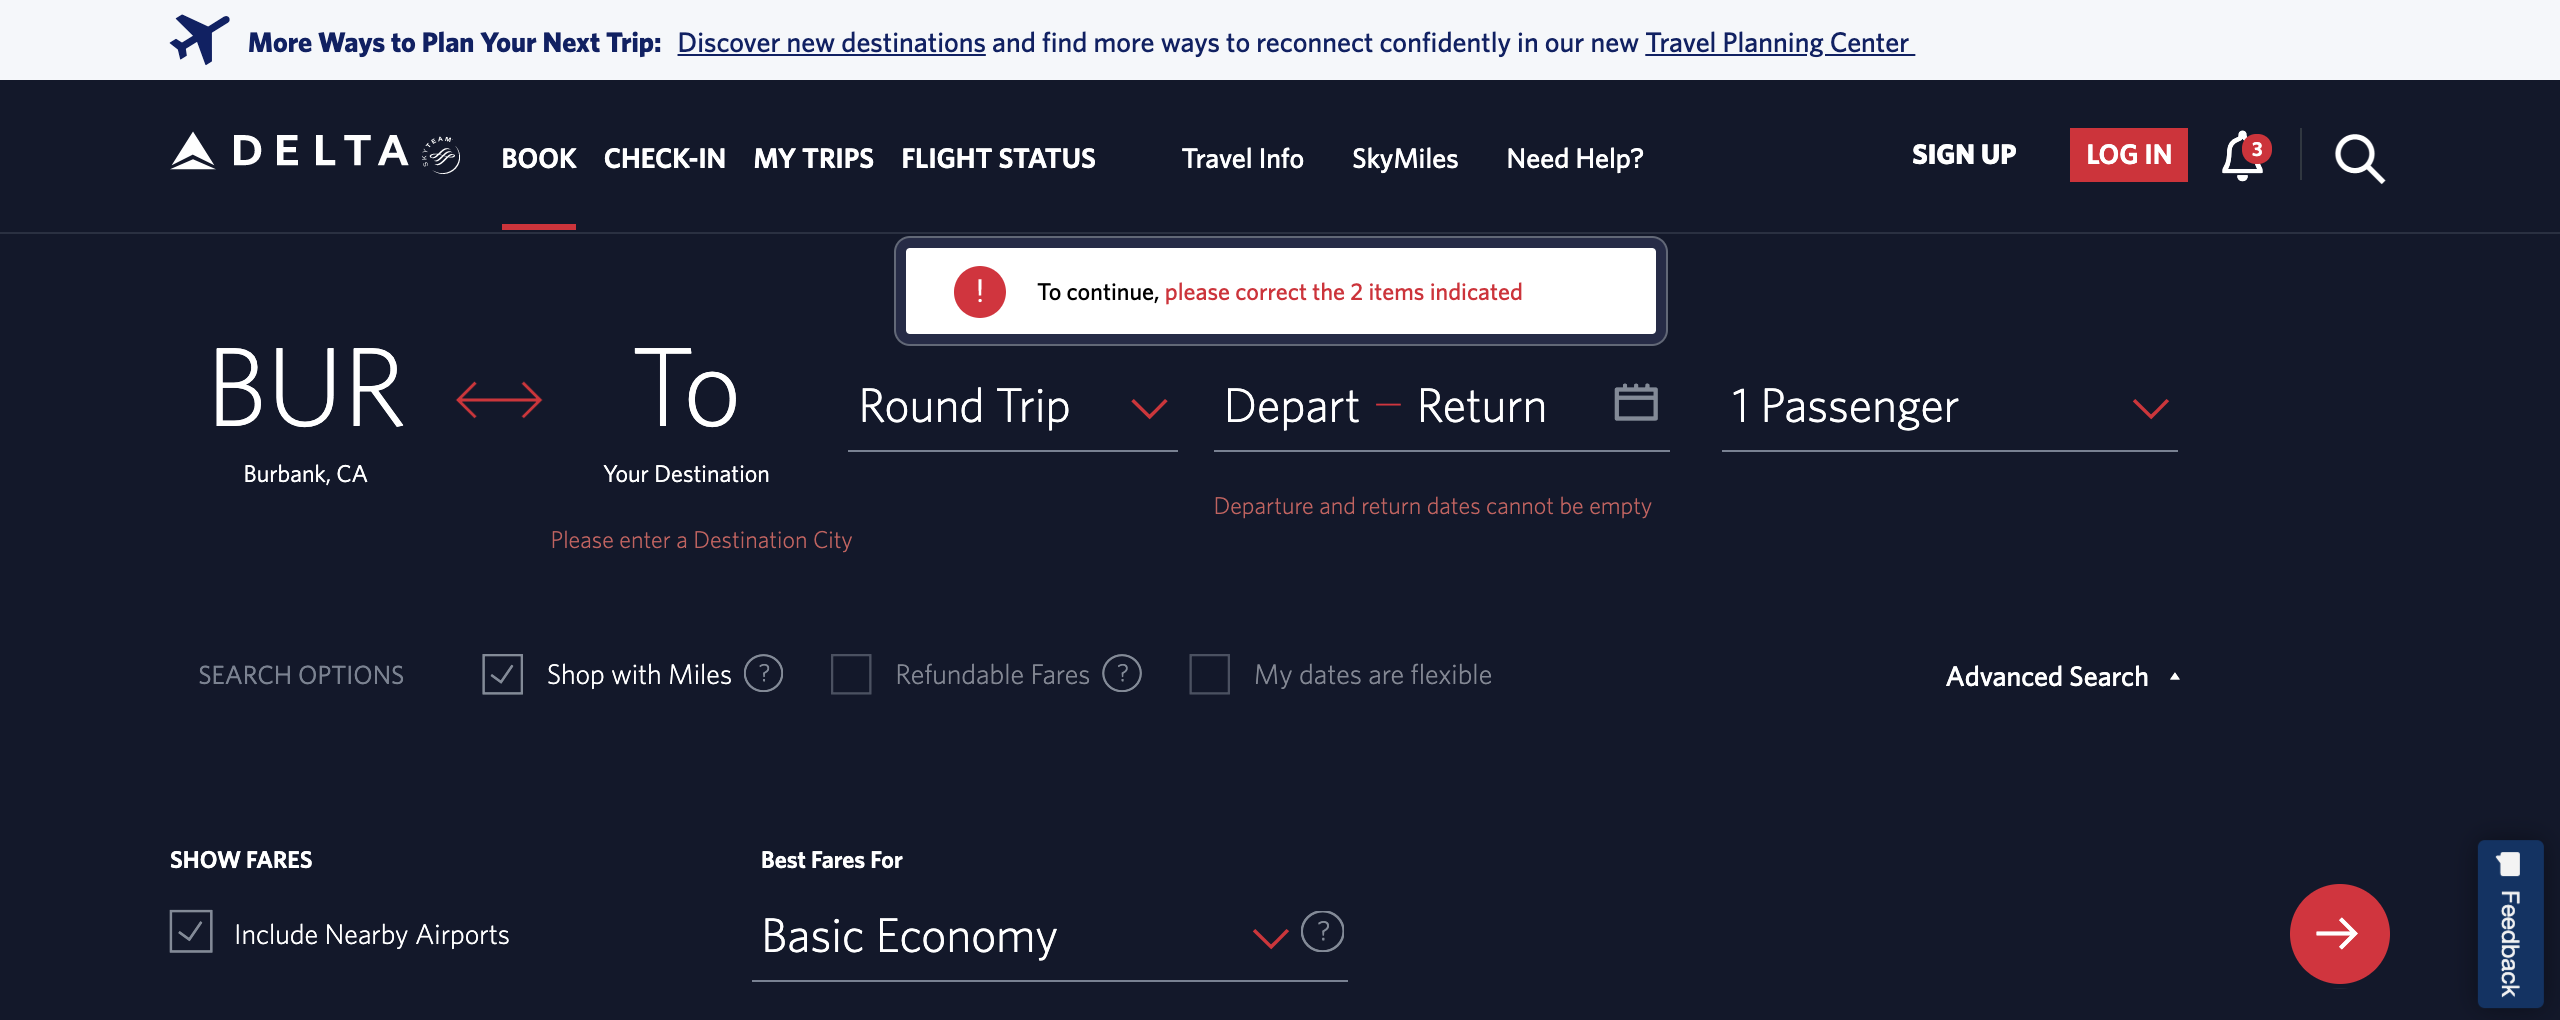 More Ways to Plan Your Next Trip: Discover new destinations and find more ways to reconnect confidently in our new Travel Planning Center
DELTA SKYTEAM BOOK CHECK-IN MY TRIPS FLIGHT STATUS Travel Info SkyMiles Need Help? SIGN UP LOG IN 3
! To continue, please correct the 2 items indicated
BUR To Round Trip Depart — Return 1 Passenger
Burbank, CA Your Destination
Departure and return dates cannot be empty
Please enter a Destination City
SEARCH OPTIONS Shop with Miles ? Refundable Fares ? My dates are flexible Advanced Search
SHOW FARES Best Fares For
Include Nearby Airports Basic Economy ?
Feedback